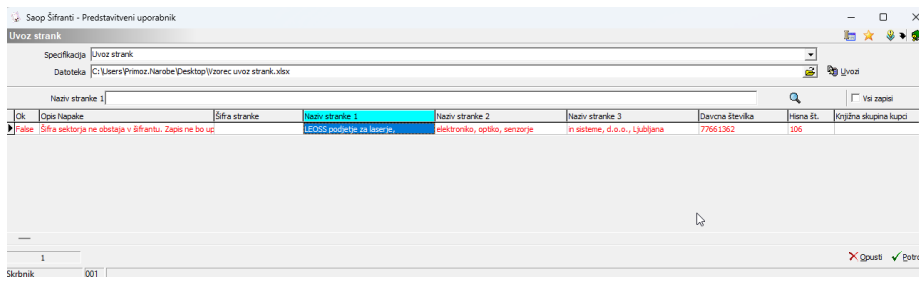 Saop Šifranti - Predstavitveni uporabnik
Uvoz strank
Specifikacija Uvoz strank
Datoteka C:\Users\Primoz.Narobe\Desktop\Vzorec uvoz strank.xlsx Uvozi
Naziv stranke 1 Vsi zapisi
Ok Opis Napake Šifra stranke Naziv stranke 1 Naziv stranke 2 Naziv stranke 3 Davcna številka Hisna št. Knjižna skupina kupci
False Šifra sektorja ne obstaja v šifrantu. Zapis ne bo up LEOSS podjetje za laserje, elektroniko, optiko, senzorje in sisteme, d.o.o., Ljubljana 77661362 106
1 Opusti Potro
Skrbnik 001